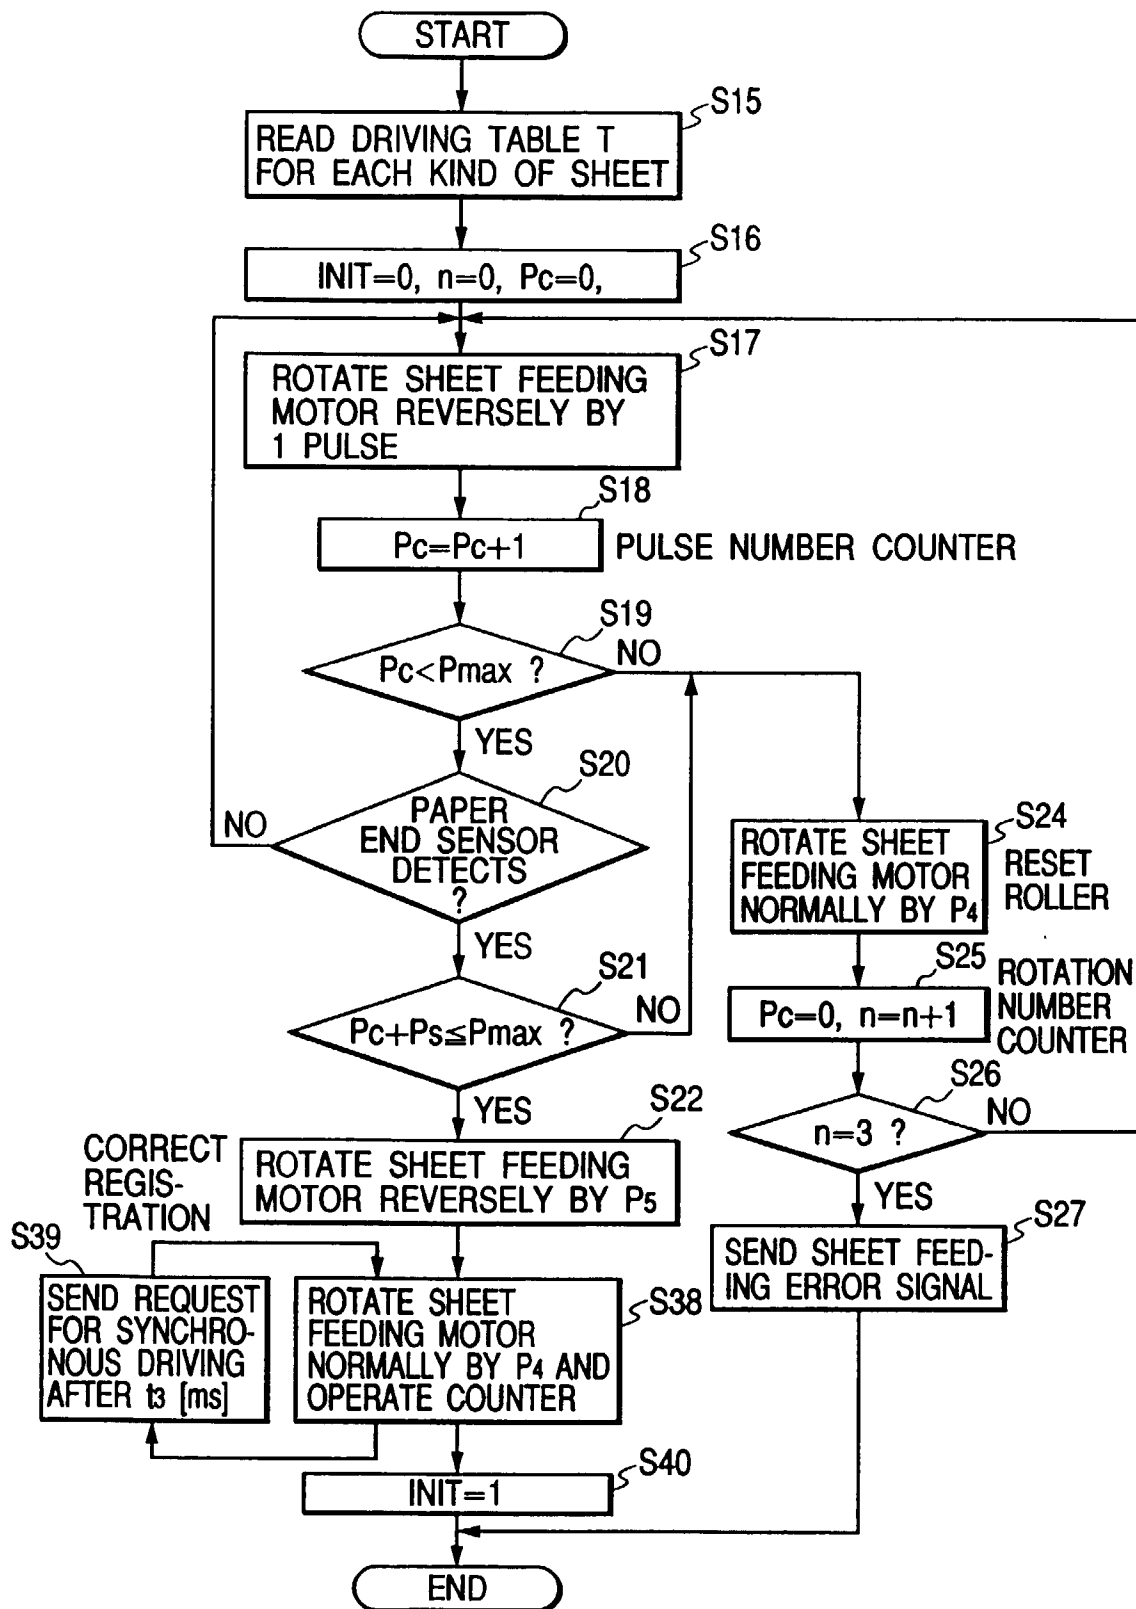 START
S15
READ DRIVING TABLE T
FOR EACH KIND OF SHEET
S16
INIT=0, n=0, Pc=0,
S17
ROTATE SHEET FEEDING
MOTOR REVERSELY BY
1 PULSE
S18
Pc=Pc+1
PULSE NUMBER COUNTER
S19
Pc<Pmax ?
NO
YES
S20
PAPER
END SENSOR
DETECTS
?
NO
YES
S21
Pc+Ps≦Pmax ?
NO
YES
S24
ROTATE SHEET
FEEDING MOTOR
NORMALLY BY P4
RESET
ROLLER
S25
Pc=0, n=n+1
ROTATION
NUMBER
COUNTER
S26
n=3 ?
NO
YES
S27
SEND SHEET FEED-
ING ERROR SIGNAL
S22
ROTATE SHEET FEEDING
MOTOR REVERSELY BY P5
CORRECT
REGIS-
TRATION
S39
SEND REQUEST
FOR SYNCHRO-
NOUS DRIVING
AFTER t3 [ms]
S38
ROTATE SHEET
FEEDING MOTOR
NORMALLY BY P4 AND
OPERATE COUNTER
S40
INIT=1
END